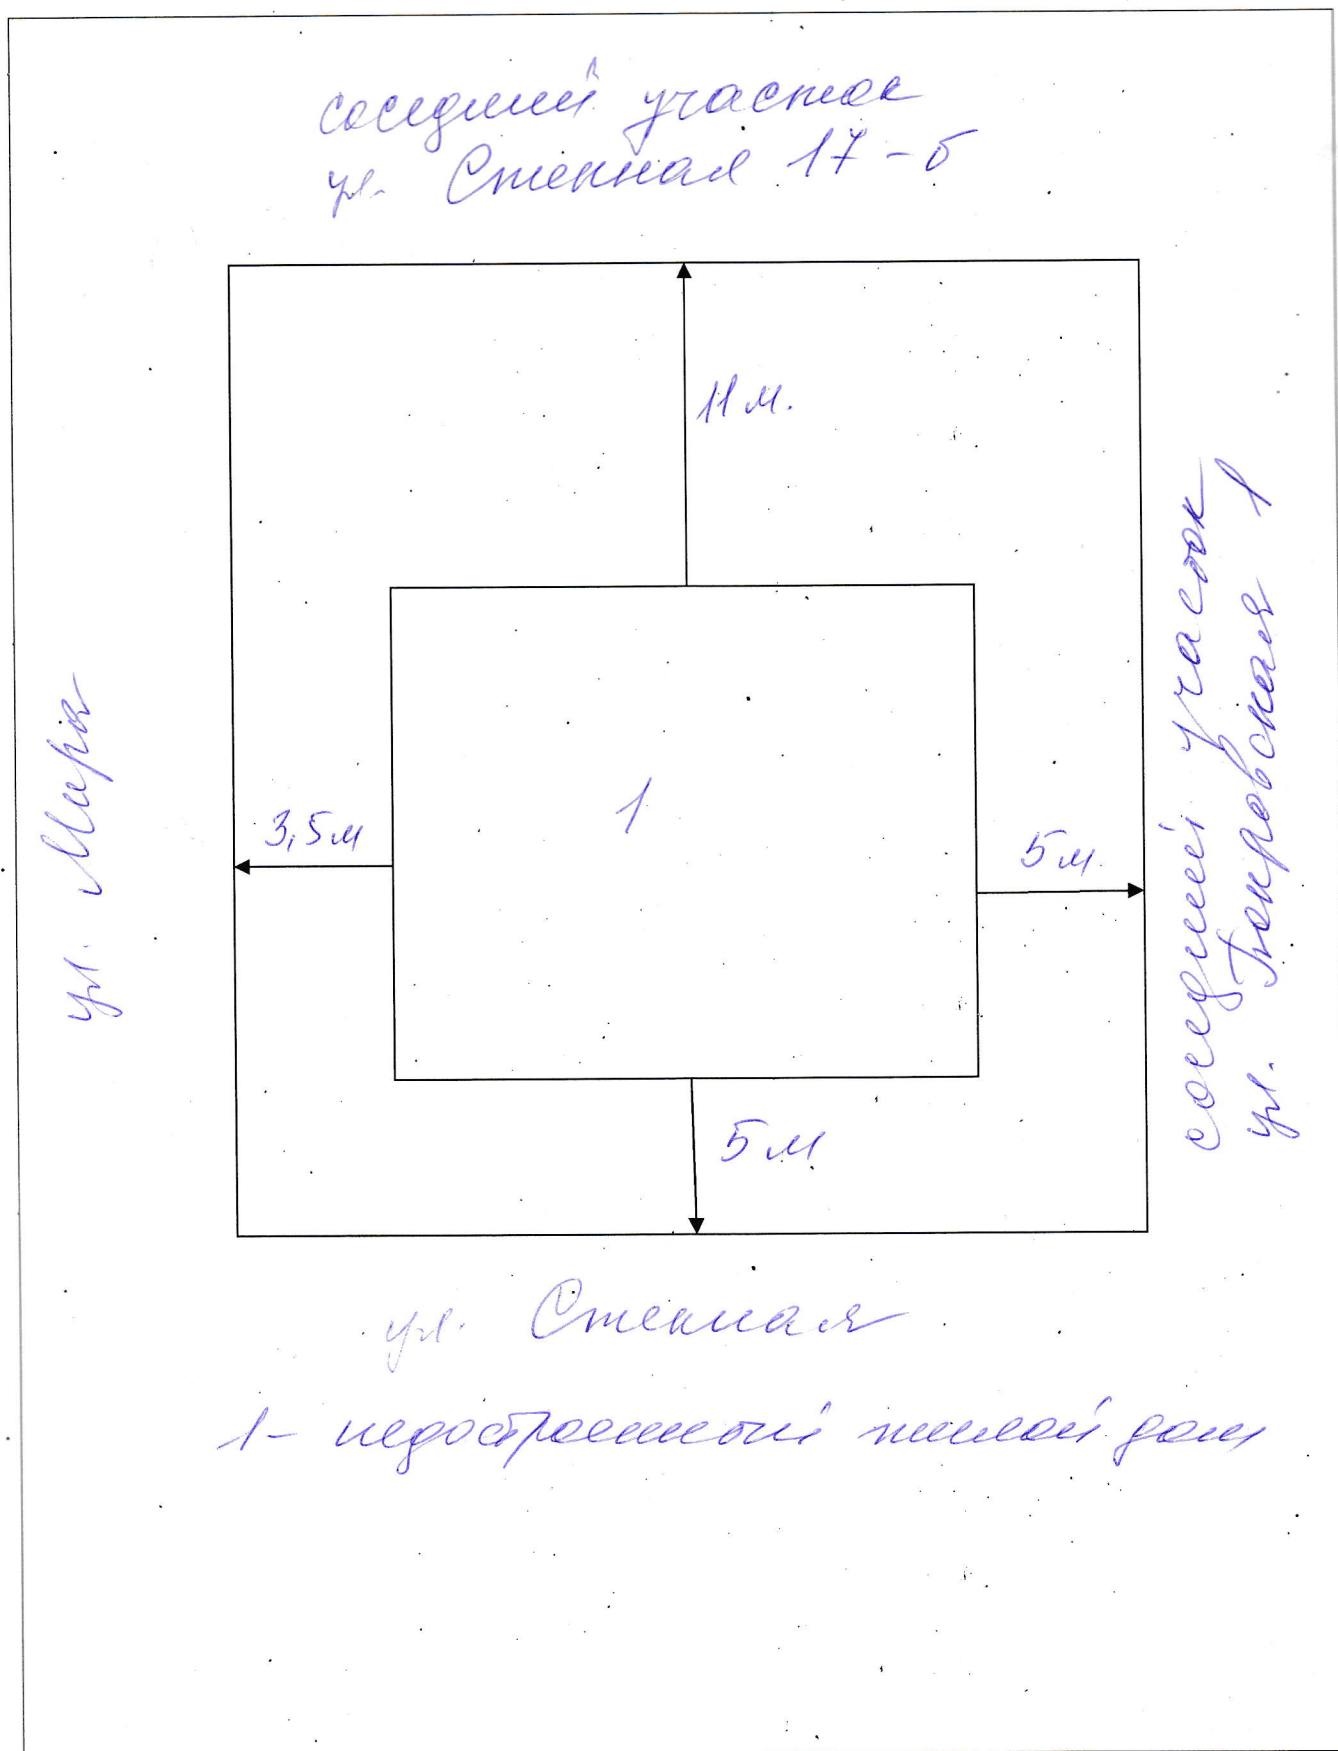 соседний участок
ул. Степная 17-б
11 м.
ул. Мира
3,5 м
1
5 м.
соседний участок
ул. Покровская 1
5 м
ул. Степная
1- недостроенный жилой дом